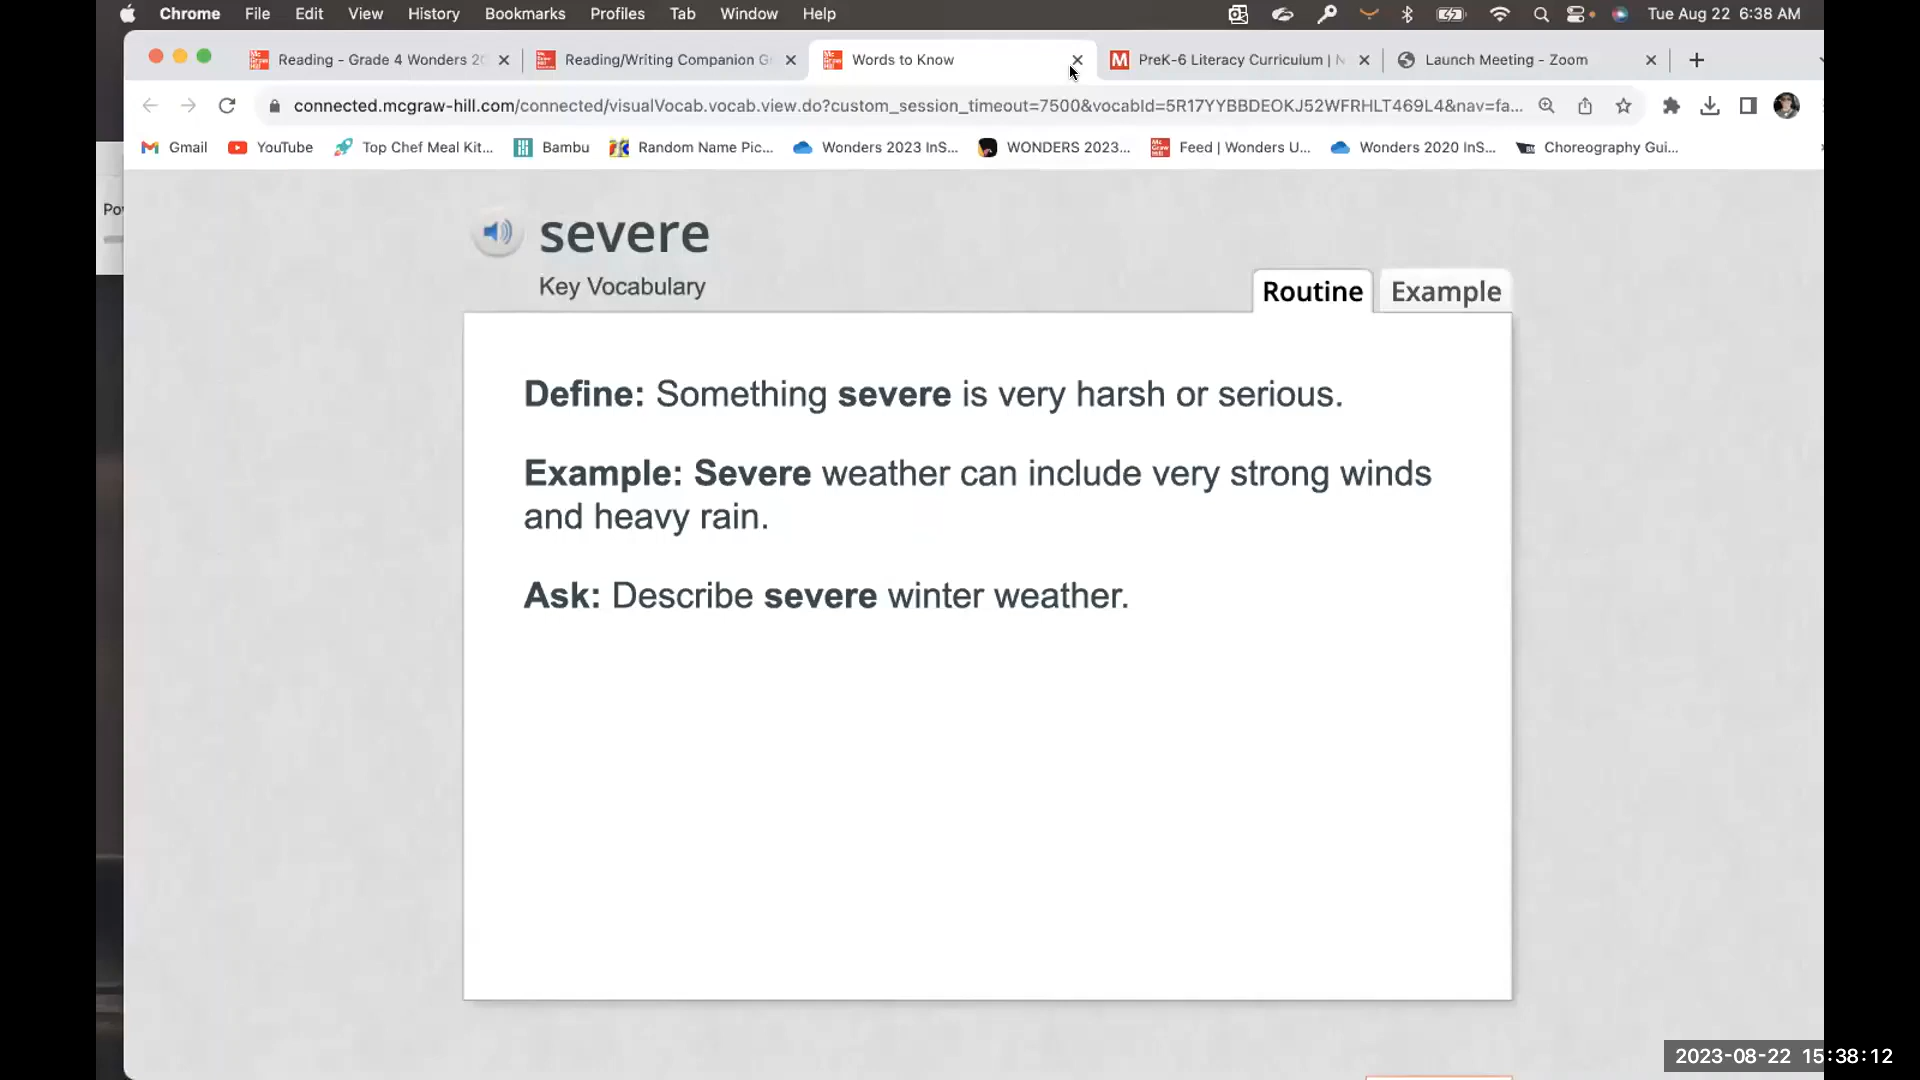 Chrome File Edit View History Bookmarks Profiles Tab Window Help Tue Aug 22 6:38 AM
Reading - Grade 4 Wonders 20 Reading/Writing Companion G Words to Know PreK-6 Literacy Curriculum | Launch Meeting - Zoom
connected.mcgraw-hill.com/connected/visualVocab.vocab.view.do?custom_session_timeout=7500&vocabId=5R17YYBBDEOKJ52WFRHLT469L4&nav=fa...
Gmail YouTube Top Chef Meal Kit... Bambu Random Name Pic... Wonders 2023 InS... WONDERS 2023... Feed | Wonders U... Wonders 2020 InS... Choreography Gui...
severe
Key Vocabulary
Routine Example
Define: Something severe is very harsh or serious.
Example: Severe weather can include very strong winds
and heavy rain.
Ask: Describe severe winter weather.
2023-08-22 15:38:12